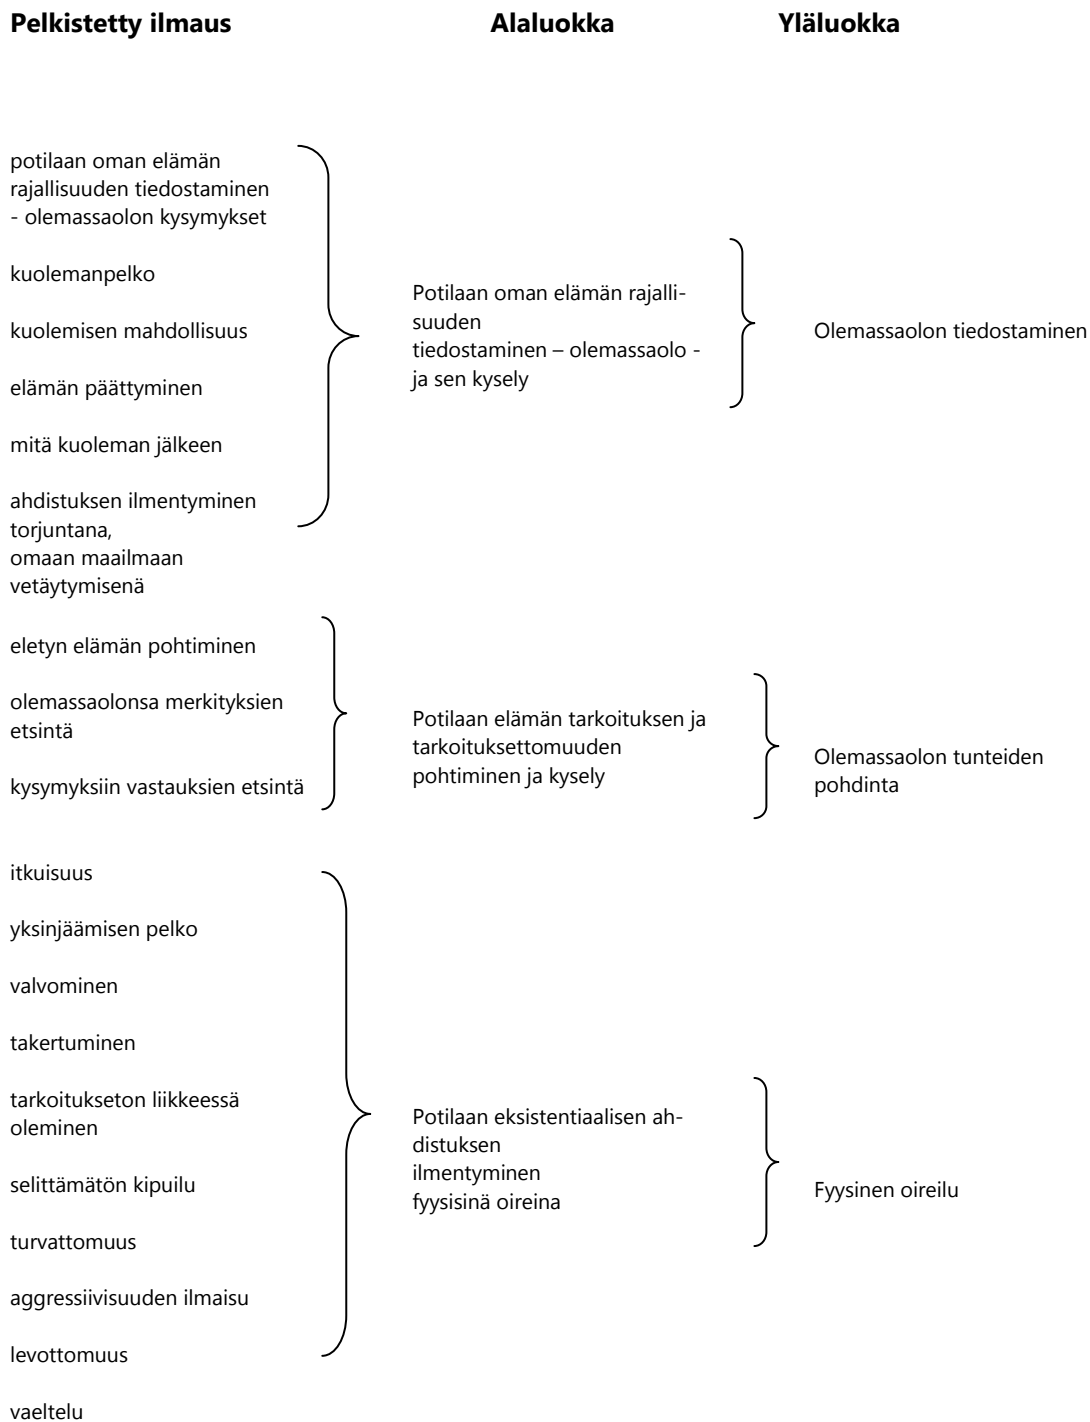 Pelkistetty ilmaus Alaluokka Yläluokka
potilaan oman elämän
rajallisuuden tiedostaminen
- olemassaolon kysymykset
kuolemanpelko
kuolemisen mahdollisuus
elämän päättyminen
mitä kuoleman jälkeen
ahdistuksen ilmentyminen
torjuntana,
omaan maailmaan
vetäytymisenä
Potilaan oman elämän rajalli-
suuden
tiedostaminen – olemassaolo -
ja sen kysely
Olemassaolon tiedostaminen
eletyn elämän pohtiminen
olemassaolonsa merkityksien
etsintä
kysymyksiin vastauksien etsintä
Potilaan elämän tarkoituksen ja
tarkoituksettomuuden
pohtiminen ja kysely
Olemassaolon tunteiden
pohdinta
itkuisuus
yksinjäämisen pelko
valvominen
takertuminen
tarkoitukseton liikkeessä
oleminen
selittämätön kipuilu
turvattomuus
aggressiivisuuden ilmaisu
levottomuus
vaeltelu
Potilaan eksistentiaalisen ah-
distuksen
ilmentyminen
fyysisinä oireina
Fyysinen oireilu